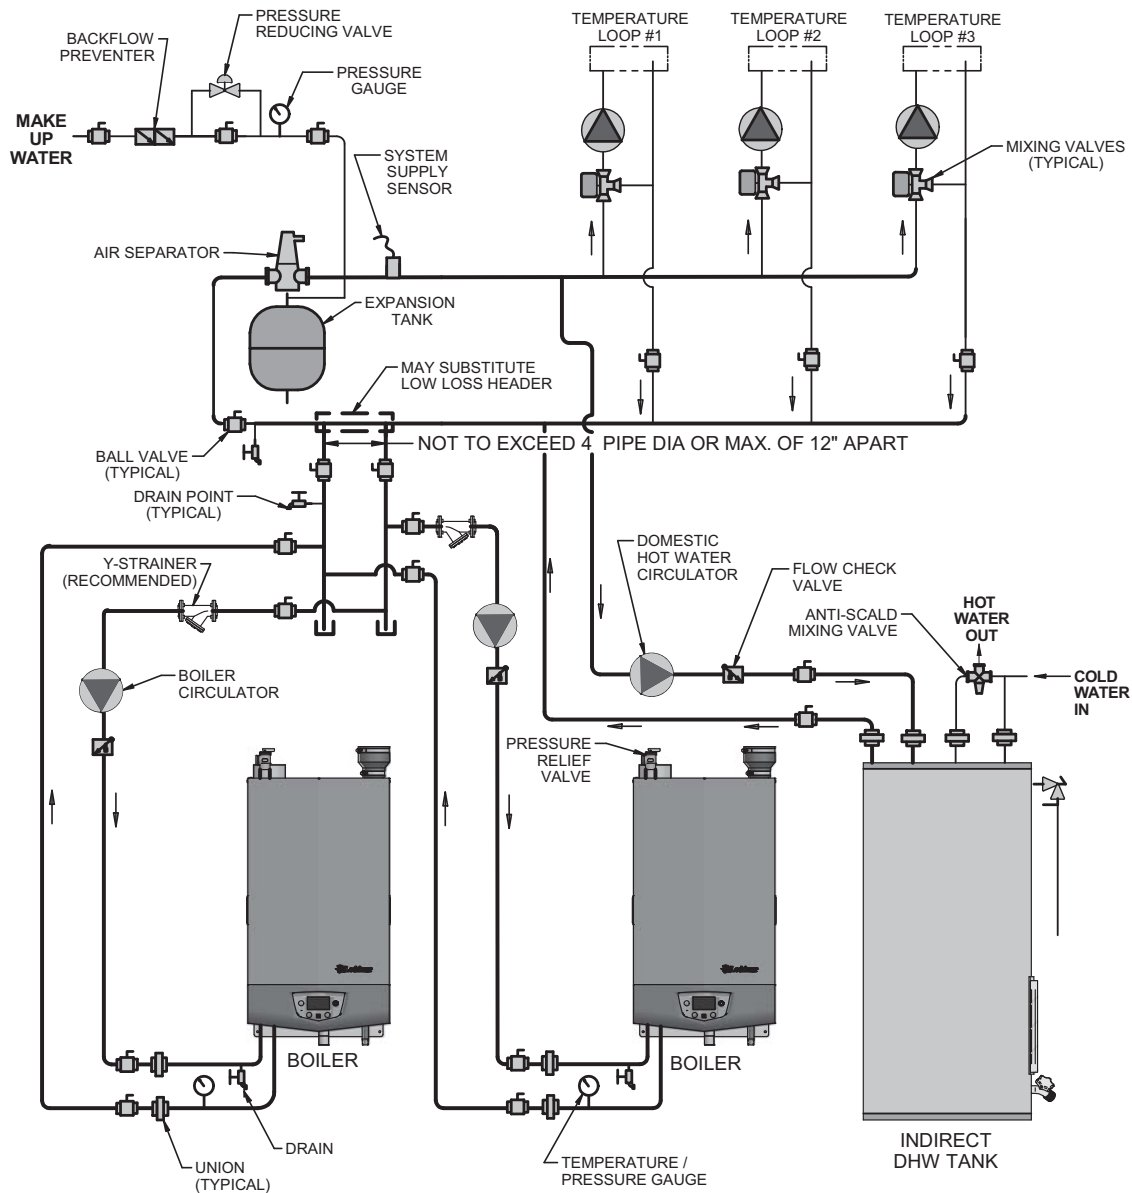 PRESSURE
REDUCING VALVE
BACKFLOW
PREVENTER
PRESSURE
GAUGE
MAKE
UP
WATER
SYSTEM
SUPPLY
SENSOR
TEMPERATURE
LOOP #1
TEMPERATURE
LOOP #2
TEMPERATURE
LOOP #3
MIXING VALVES
(TYPICAL)
AIR SEPARATOR
EXPANSION
TANK
MAY SUBSTITUTE
LOW LOSS HEADER
NOT TO EXCEED 4 PIPE DIA OR MAX. OF 12" APART
BALL VALVE
(TYPICAL)
DRAIN POINT
(TYPICAL)
Y-STRAINER
(RECOMMENDED)
BOILER
CIRCULATOR
DOMESTIC
HOT WATER
CIRCULATOR
FLOW CHECK
VALVE
ANTI-SCALD
MIXING VALVE
HOT
WATER
OUT
COLD
WATER
IN
PRESSURE
RELIEF
VALVE
BOILER
BOILER
DRAIN
UNION
(TYPICAL)
TEMPERATURE /
PRESSURE GAUGE
INDIRECT
DHW TANK